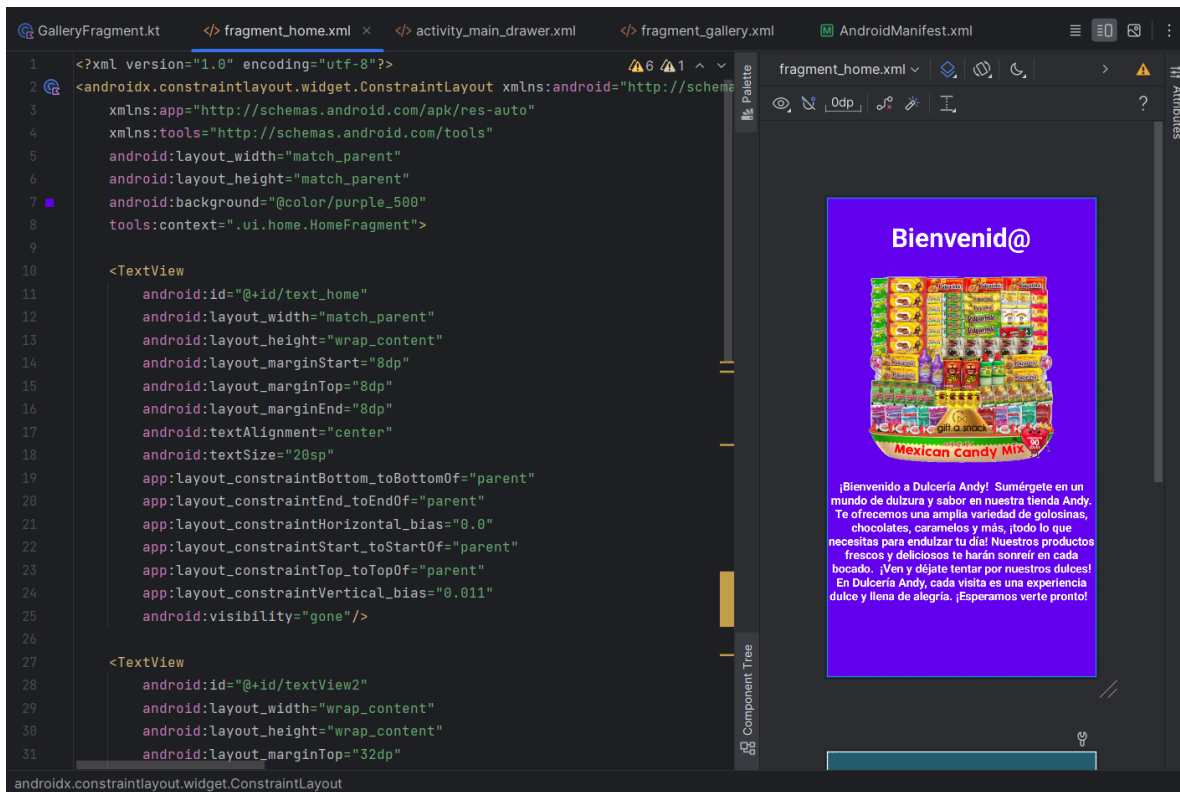 GalleryFragment.kt
fragment_home.xml
activity_main_drawer.xml
fragment_gallery.xml
AndroidManifest.xml
1 <?xml version="1.0" encoding="utf-8"?>
2 <androidx.constraintlayout.widget.ConstraintLayout xmlns:android="http://schema
3 xmlns:app="http://schemas.android.com/apk/res-auto"
4 xmlns:tools="http://schemas.android.com/tools"
5 android:layout_width="match_parent"
6 android:layout_height="match_parent"
7 android:background="@color/purple_500"
8 tools:context=".ui.home.HomeFragment">
9
10 <TextView
11 android:id="@+id/text_home"
12 android:layout_width="match_parent"
13 android:layout_height="wrap_content"
14 android:layout_marginStart="8dp"
15 android:layout_marginTop="8dp"
16 android:layout_marginEnd="8dp"
17 android:textAlignment="center"
18 android:textSize="20sp"
19 app:layout_constraintBottom_toBottomOf="parent"
20 app:layout_constraintEnd_toEndOf="parent"
21 app:layout_constraintHorizontal_bias="0.0"
22 app:layout_constraintStart_toStartOf="parent"
23 app:layout_constraintTop_toTopOf="parent"
24 app:layout_constraintVertical_bias="0.011"
25 android:visibility="gone"/>
26
27 <TextView
28 android:id="@+id/textView2"
29 android:layout_width="wrap_content"
30 android:layout_height="wrap_content"
31 android:layout_marginTop="32dp"
6 1
Palette
Component Tree
fragment_home.xml
0dp
?
Attributes
Bienvenid@
gift a snack
Mexican Candy Mix
90
¡Bienvenido a Dulcería Andy! Sumérgete en un
mundo de dulzura y sabor en nuestra tienda Andy.
Te ofrecemos una amplia variedad de golosinas,
chocolates, caramelos y más, ¡todo lo que
necesitas para endulzar tu día! Nuestros productos
frescos y deliciosos te harán sonreír en cada
bocado. ¡Ven y déjate tentar por nuestros dulces!
En Dulcería Andy, cada visita es una experiencia
dulce y llena de alegría. ¡Esperamos verte pronto!
androidx.constraintlayout.widget.ConstraintLayout